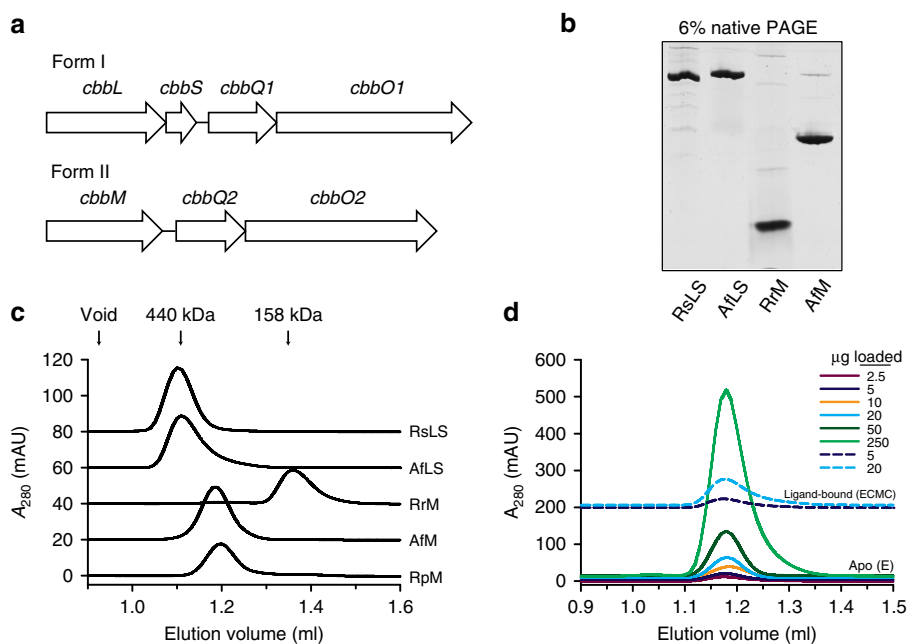 a
Form I
cbbL cbbS cbbQ1 cbbO1
Form II
cbbM cbbQ2 cbbO2
b
6% native PAGE
RsLS AfLS RrM AfM
c
Void 440 kDa 158 kDa
120
100
80
60
40
20
0
A280 (mAU)
RsLS
AfLS
RrM
AfM
RpM
1.0 1.2 1.4 1.6
Elution volume (ml)
d
600
500
400
300
200
100
0
A280 (mAU)
µg loaded
2.5
5
10
20
50
250
5
20
Ligand-bound (ECMC)
Apo (E)
0.9 1.0 1.1 1.2 1.3 1.4 1.5
Elution volume (ml)